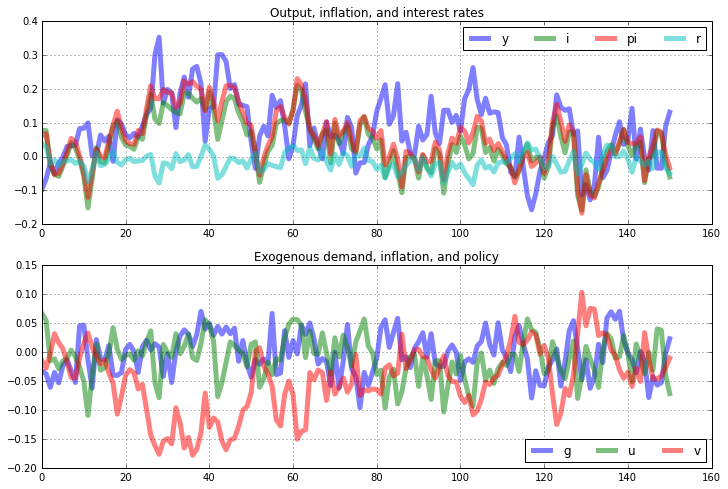 Output, inflation, and interest rates
0.4
0.3
0.2
0.1
0.0
−0.1
−0.2
y i pi r
0 20 40 60 80 100 120 140 160
Exogenous demand, inflation, and policy
0.15
0.10
0.05
0.00
−0.05
−0.10
−0.15
−0.20
g u v
0 20 40 60 80 100 120 140 160